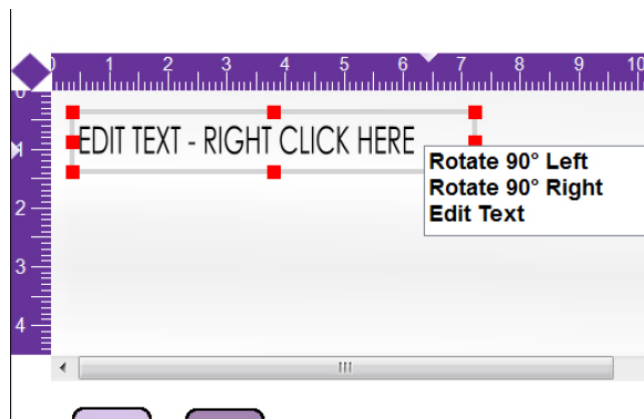 0 1 2 3 4 5 6 7 8 9 10
0
EDIT TEXT - RIGHT CLICK HERE
1
Rotate 90° Left
Rotate 90° Right
Edit Text
2
3
4